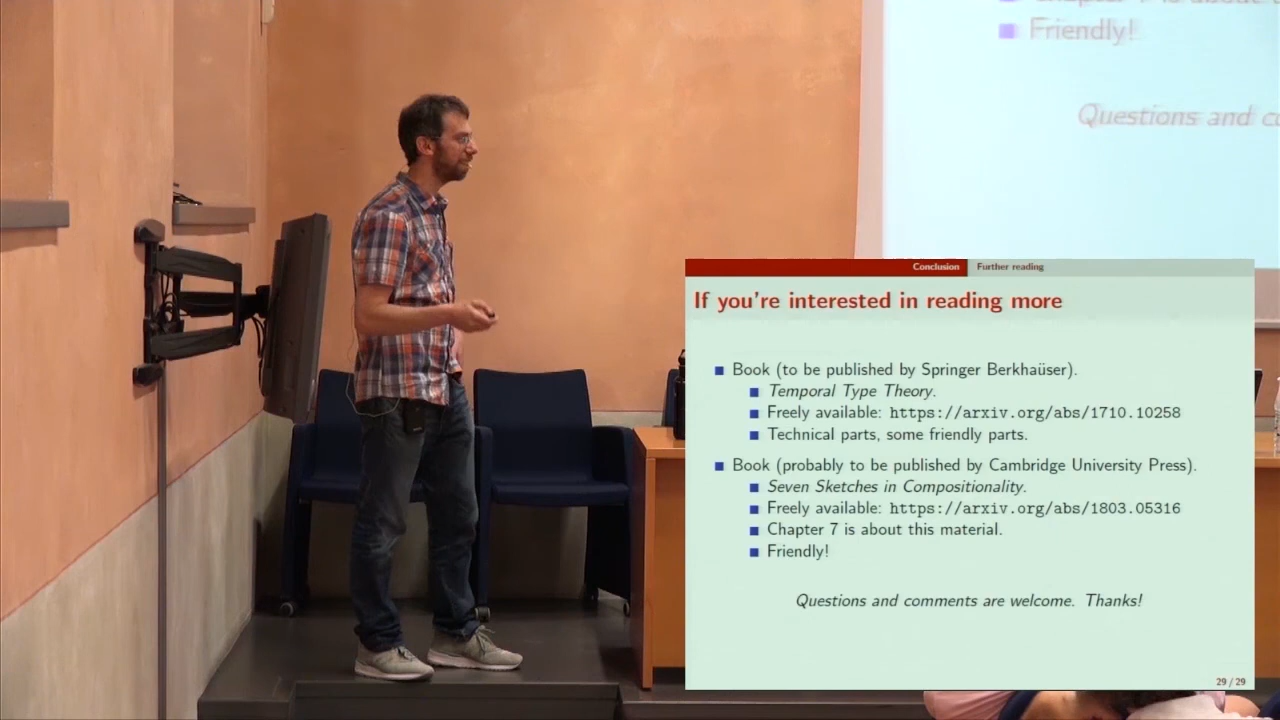 Friendly!
Questions and
Conclusion Further reading
If you're interested in reading more
Book (to be published by Springer Berkhaüser).
Temporal Type Theory.
Freely available: https://arxiv.org/abs/1710.10258
Technical parts, some friendly parts.
Book (probably to be published by Cambridge University Press).
Seven Sketches in Compositionality.
Freely available: https://arxiv.org/abs/1803.05316
Chapter 7 is about this material.
Friendly!
Questions and comments are welcome. Thanks!
29 / 29